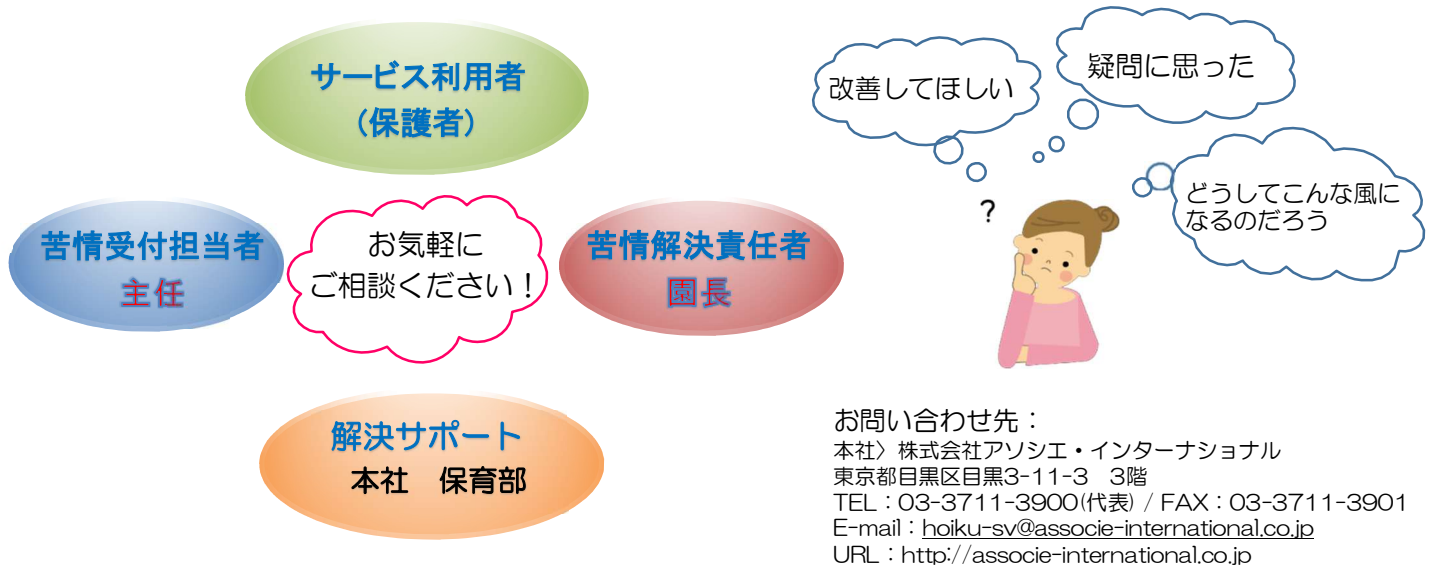 サービス利用者
(保護者)
苦情受付担当者
主任
お気軽に
ご相談ください！
苦情解決責任者
園長
解決サポート
本社　保育部
改善してほしい
疑問に思った
どうしてこんな風に
なるのだろう
?
お問い合わせ先：
本社〉株式会社アソシエ・インターナショナル
東京都目黒区目黒3-11-3　3階
TEL：03-3711-3900(代表) / FAX：03-3711-3901
E-mail：hoiku-sv@associe-international.co.jp
URL：http://associe-international.co.jp